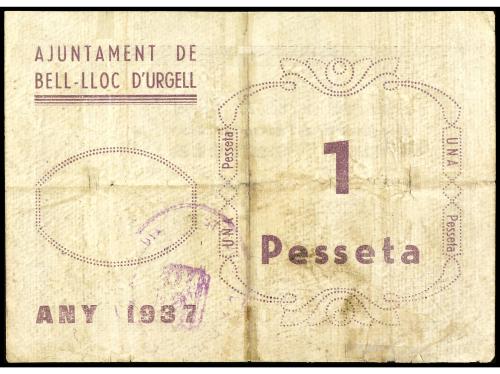 AJUNTAMENT DE
BELL-LLOC D'URGELL
1
Pesseta
UNA Pesseta
UNA Pesseta
ANY 1937